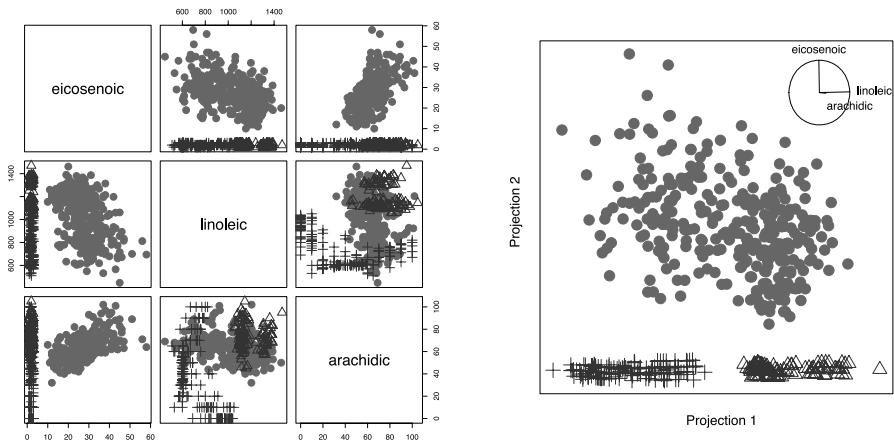 600 1000 1400
eicosenoic
0 10 20 30 40 50 60
600 800 1000 1400
linoleic
arachidic
0 20 40 60 80 100
0 10 20 30 40 50 60
0 20 40 60 80 100
eicosenoic
linoleic
arachidic
Projection 2
Projection 1